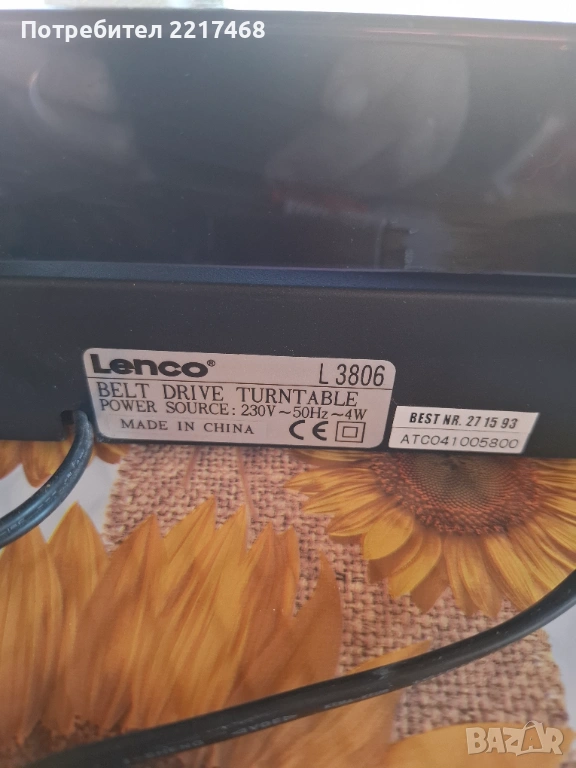 Потребител 2217468
Lenco® L 3806
BELT DRIVE TURNTABLE
POWER SOURCE: 230V~50Hz~4W
MADE IN CHINA CE
BEST NR. 27 15 93
ATC041005800
BAZAR